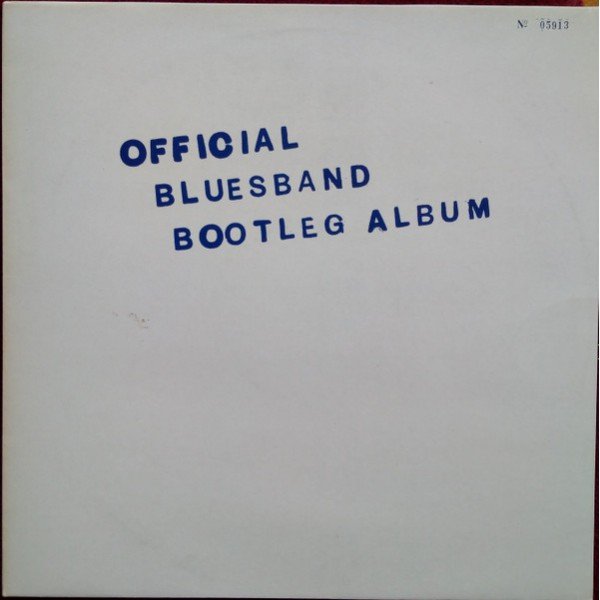 Nº 05913
OFFICIAL
BLUESBAND
BOOTLEG ALBUM